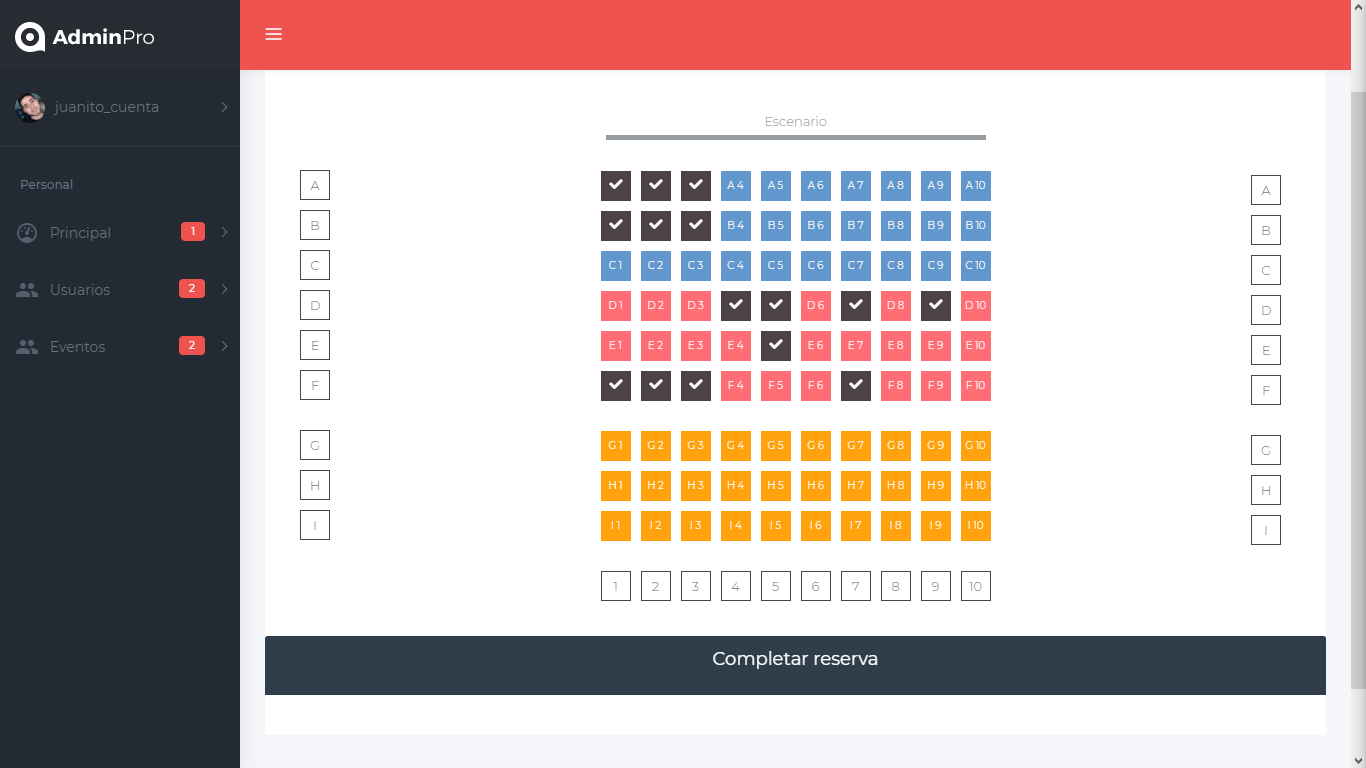 AdminPro
juanito_cuenta
Personal
Principal 1
Usuarios 2
Eventos 2
Escenario
A A4 A5 A6 A7 A8 A9 A10 A
B B4 B5 B6 B7 B8 B9 B10 B
C C1 C2 C3 C4 C5 C6 C7 C8 C9 C10 C
D D1 D2 D3 D6 D8 D10 D
E E1 E2 E3 E4 E6 E7 E8 E9 E10 E
F F4 F5 F6 F8 F9 F10 F
G G1 G2 G3 G4 G5 G6 G7 G8 G9 G10 G
H H1 H2 H3 H4 H5 H6 H7 H8 H9 H10 H
I I1 I2 I3 I4 I5 I6 I7 I8 I9 I10 I
1 2 3 4 5 6 7 8 9 10
Completar reserva